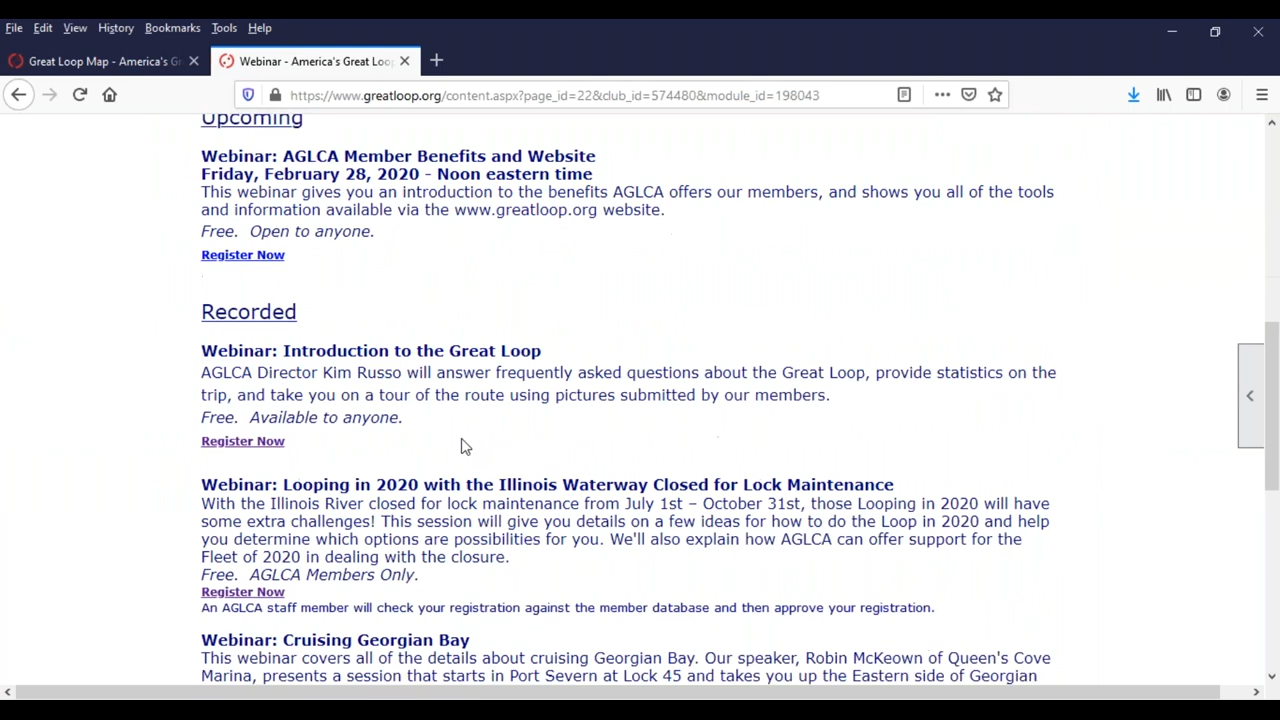 File Edit View History Bookmarks Tools Help
Great Loop Map - America's Gr
Webinar - America's Great Loop
https://www.greatloop.org/content.aspx?page_id=22&club_id=574480&module_id=198043
Upcoming
Webinar: AGLCA Member Benefits and Website
Friday, February 28, 2020 - Noon eastern time
This webinar gives you an introduction to the benefits AGLCA offers our members, and shows you all of the tools
and information available via the www.greatloop.org website.
Free. Open to anyone.
Register Now
Recorded
Webinar: Introduction to the Great Loop
AGLCA Director Kim Russo will answer frequently asked questions about the Great Loop, provide statistics on the
trip, and take you on a tour of the route using pictures submitted by our members.
Free. Available to anyone.
Register Now
Webinar: Looping in 2020 with the Illinois Waterway Closed for Lock Maintenance
With the Illinois River closed for lock maintenance from July 1st – October 31st, those Looping in 2020 will have
some extra challenges! This session will give you details on a few ideas for how to do the Loop in 2020 and help
you determine which options are possibilities for you. We'll also explain how AGLCA can offer support for the
Fleet of 2020 in dealing with the closure.
Free. AGLCA Members Only.
Register Now
An AGLCA staff member will check your registration against the member database and then approve your registration.
Webinar: Cruising Georgian Bay
This webinar covers all of the details about cruising Georgian Bay. Our speaker, Robin McKeown of Queen's Cove
Marina, presents a session that starts in Port Severn at Lock 45 and takes you up the Eastern side of Georgian